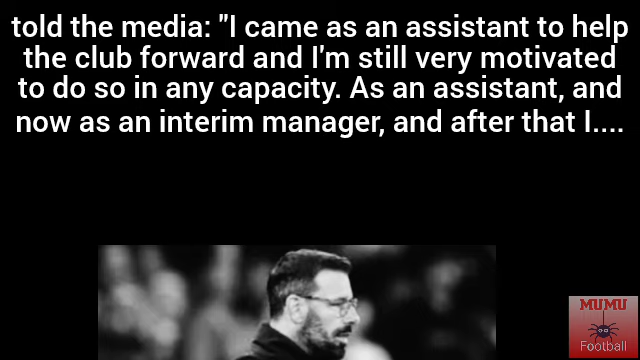 told the media: "I came as an assistant to help
the club forward and I'm still very motivated
to do so in any capacity. As an assistant, and
now as an interim manager, and after that I....
MUMU
Football